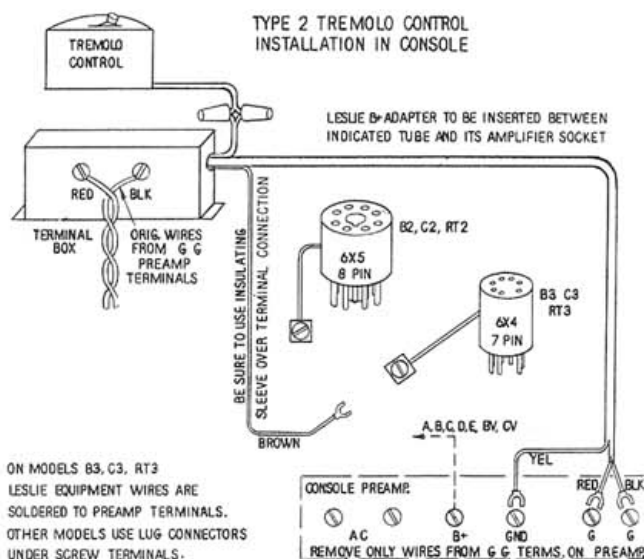 TYPE 2 TREMOLO CONTROL
INSTALLATION IN CONSOLE
TREMOLO
CONTROL
LESLIE B+ ADAPTER TO BE INSERTED BETWEEN
INDICATED TUBE AND ITS AMPLIFIER SOCKET
RED
BLK
TERMINAL
BOX
ORIG. WIRES
FROM G G
PREAMP
TERMINALS
BE SURE TO USE INSULATING
SLEEVE OVER TERMINAL CONNECTION
B2, C2, RT2
6X5
8 PIN
B3 C3
RT3
6X4
7 PIN
BROWN
A, B, C, D, E, BV, CV
YEL
RED
BLK
CONSOLE PREAMP.
AC
B+
GND
G
G
REMOVE ONLY WIRES FROM G G TERMS. ON PREAMP
ON MODELS B3, C3, RT3
LESLIE EQUIPMENT WIRES ARE
SOLDERED TO PREAMP TERMINALS.
OTHER MODELS USE LUG CONNECTORS
UNDER SCREW TERMINALS.